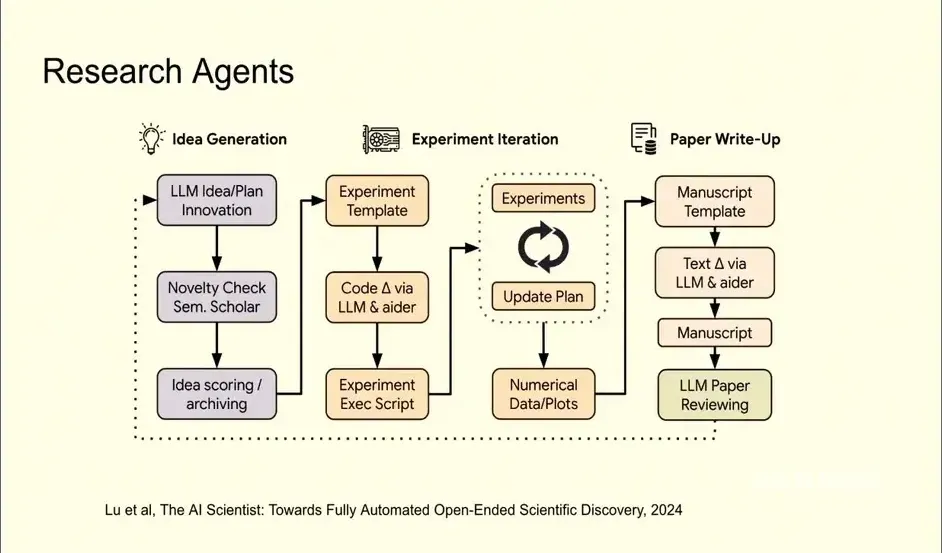 Research Agents
Idea Generation
Experiment Iteration
Paper Write-Up
LLM Idea/Plan
Innovation
Novelty Check
Sem. Scholar
Idea scoring /
archiving
Experiment
Template
Code Δ via
LLM & aider
Experiment
Exec Script
Experiments
Update Plan
Numerical
Data/Plots
Manuscript
Template
Text Δ via
LLM & aider
Manuscript
LLM Paper
Reviewing
Lu et al, The AI Scientist: Towards Fully Automated Open-Ended Scientific Discovery, 2024